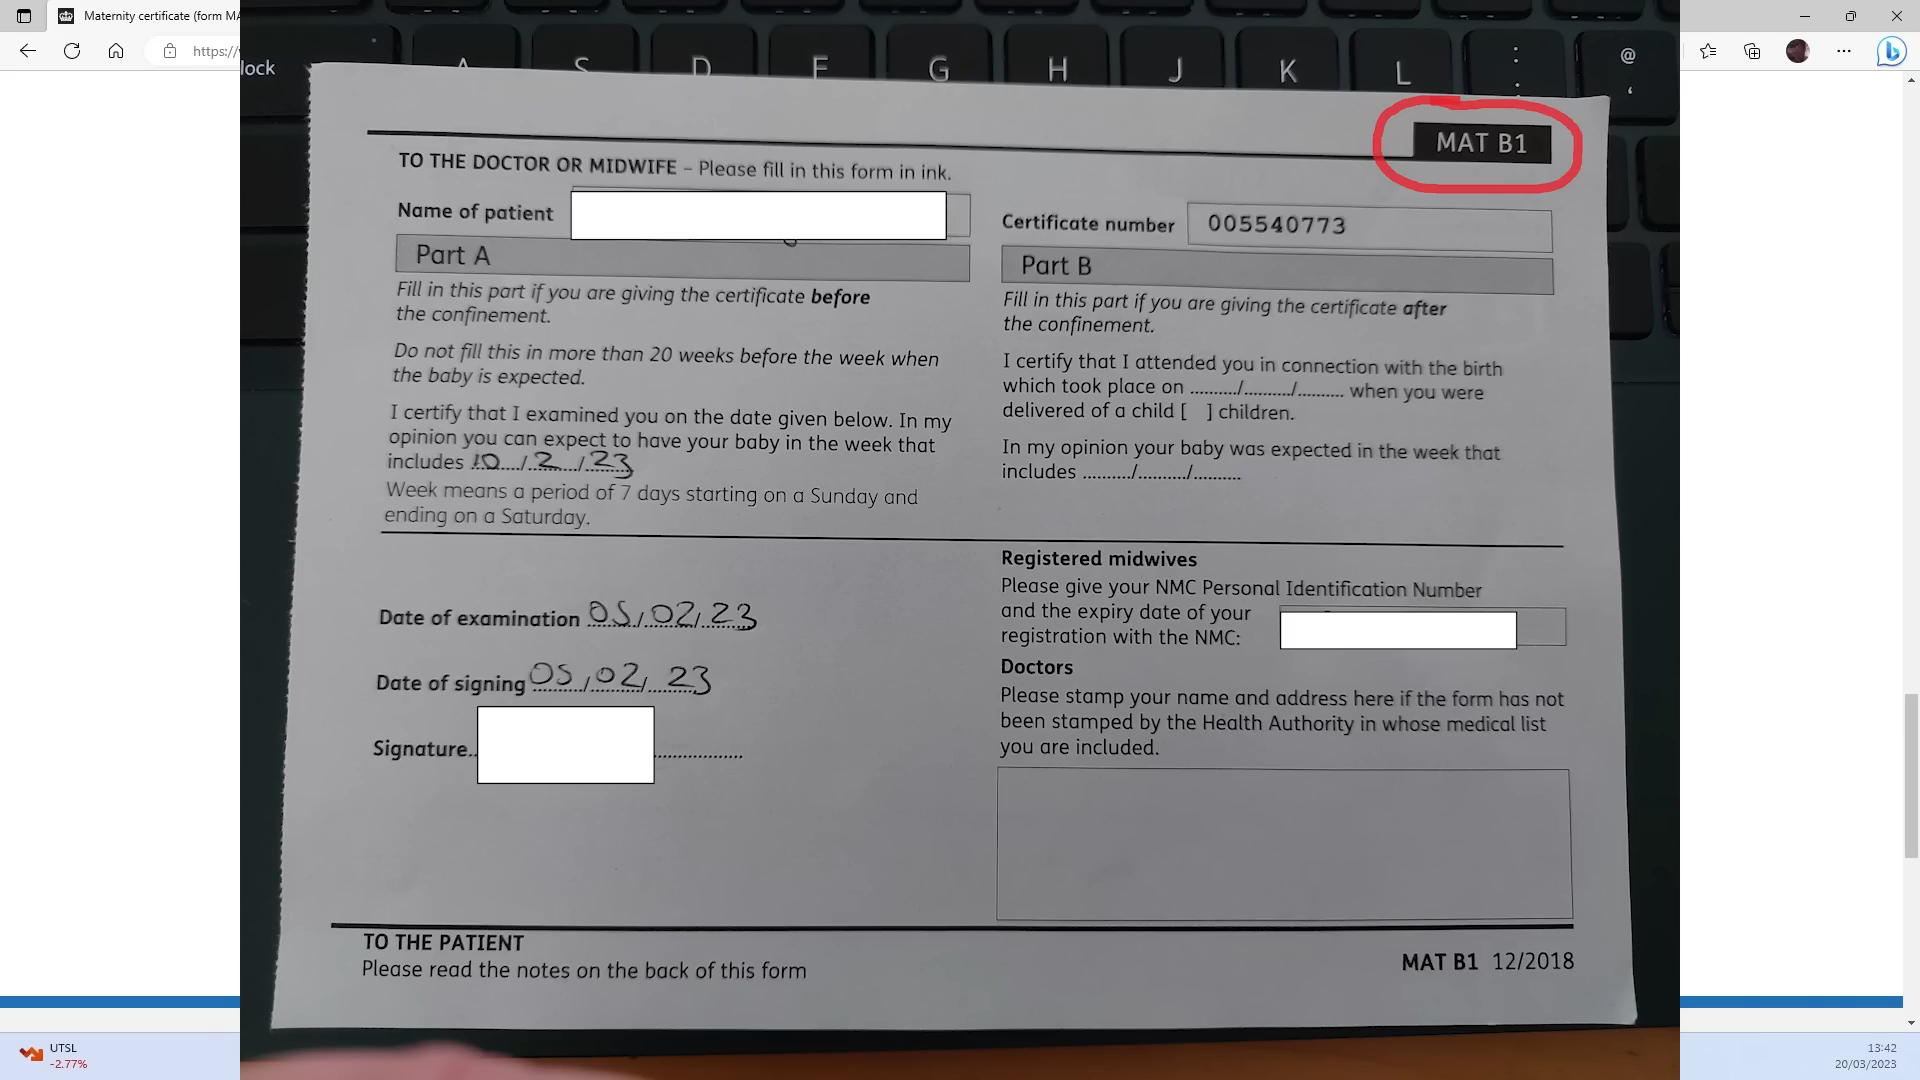 Maternity certificate (form MA
https://
lock
A S D F G H J K L : ; @ '
MAT B1
TO THE DOCTOR OR MIDWIFE – Please fill in this form in ink.
Name of patient
Certificate number 005540773
Part A
Fill in this part if you are giving the certificate before
the confinement.
Do not fill this in more than 20 weeks before the week when
the baby is expected.
I certify that I examined you on the date given below. In my
opinion you can expect to have your baby in the week that
includes 10/2/23
Week means a period of 7 days starting on a Sunday and
ending on a Saturday.
Part B
Fill in this part if you are giving the certificate after
the confinement.
I certify that I attended you in connection with the birth
which took place on ........./........./......... when you were
delivered of a child [ ] children.
In my opinion your baby was expected in the week that
includes ........../........../..........
Date of examination 05/02/23
Date of signing 05/02/23
Signature
Registered midwives
Please give your NMC Personal Identification Number
and the expiry date of your
registration with the NMC:
Doctors
Please stamp your name and address here if the form has not
been stamped by the Health Authority in whose medical list
you are included.
TO THE PATIENT
Please read the notes on the back of this form
MAT B1 12/2018
UTSL
-2.77%
13:42
20/03/2023